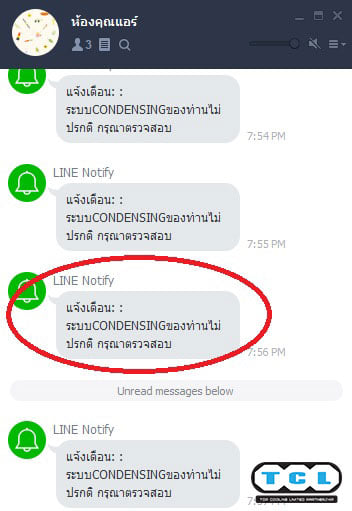 ห้องคุณแอร์
3
แจ้งเตือน: :
ระบบCONDENSINGของท่านไม่
ปรกติ กรุณาตรวจสอบ
7:54 PM
LINE Notify
แจ้งเตือน: :
ระบบCONDENSINGของท่านไม่
ปรกติ กรุณาตรวจสอบ
7:55 PM
LINE Notify
แจ้งเตือน: :
ระบบCONDENSINGของท่านไม่
ปรกติ กรุณาตรวจสอบ
7:56 PM
Unread messages below
LINE Notify
แจ้งเตือน: :
ระบบCONDENSINGของท่านไม่
ปรกติ กรุณาตรวจสอบ
TCL
TCR COOLING LIMITED PARTNERSHIP